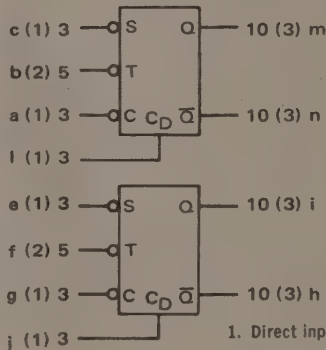 c (1) 3 S Q 10 (3) m
b (2) 5 T
a (1) 3 C CD Q̅ 10 (3) n
l (1) 3
e (1) 3 S Q 10 (3) i
f (2) 5 T
g (1) 3 C CD Q̅ 10 (3) h
j (1) 3
1. Direct inp